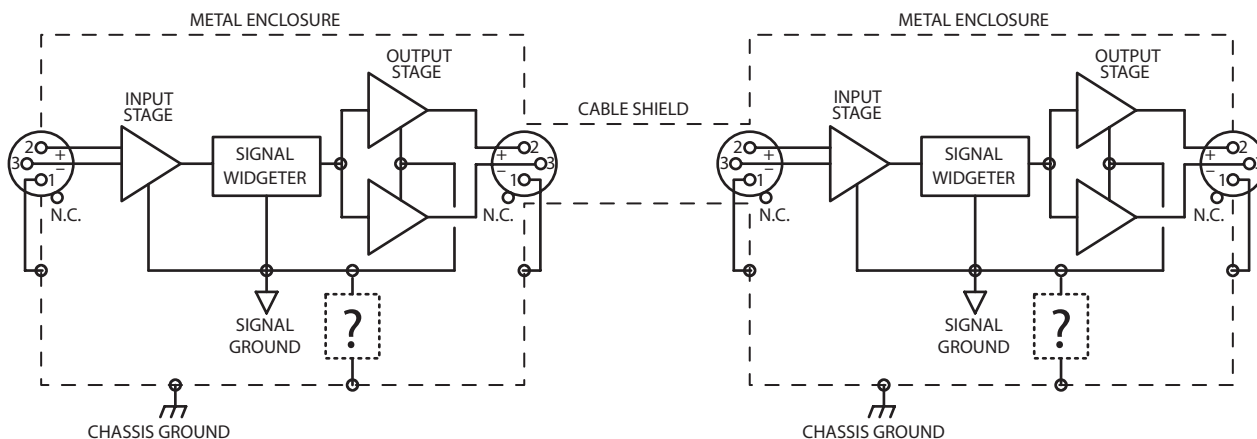 METAL ENCLOSURE
OUTPUT
STAGE
INPUT
STAGE
2
3
1
+
−
SIGNAL
WIDGETER
+
−
2
3
1
N.C.
N.C.
SIGNAL
GROUND
?
CHASSIS GROUND
CABLE SHIELD
METAL ENCLOSURE
OUTPUT
STAGE
INPUT
STAGE
2
3
1
+
−
SIGNAL
WIDGETER
+
−
2
3
1
N.C.
N.C.
SIGNAL
GROUND
?
CHASSIS GROUND